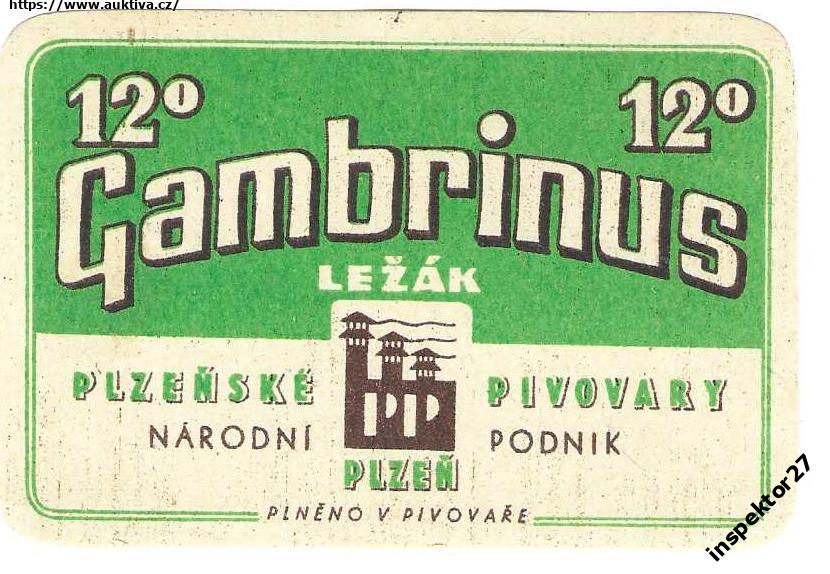 https://www.auktiva.cz/
12° 12°
Gambrinus
LEŽÁK
PLZEŇSKÉ PIVOVARY
PP
NÁRODNÍ PODNIK
PLZEŇ
PLNĚNO V PIVOVAŘE
inspektor27